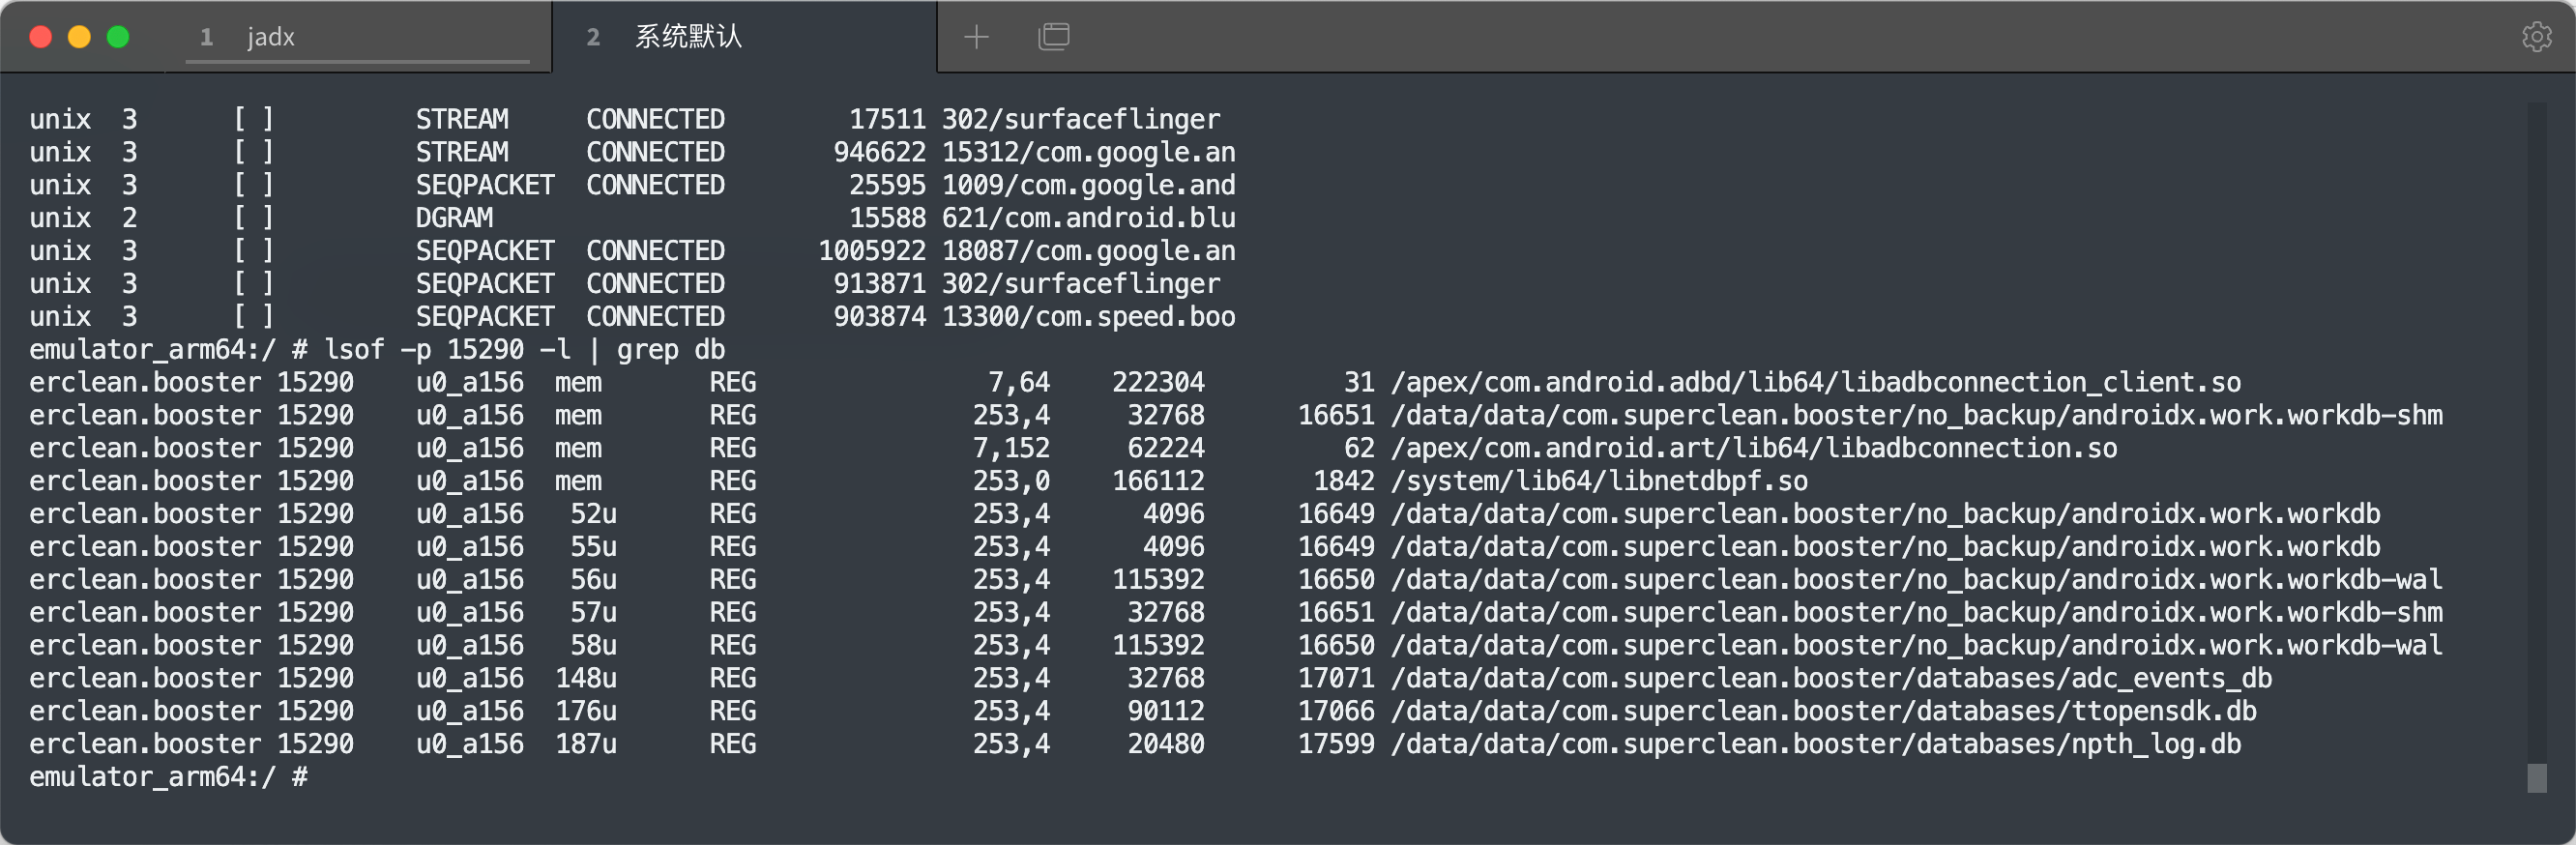 1 jadx 2 系统默认
unix 3 [ ] STREAM CONNECTED 17511 302/surfaceflinger
unix 3 [ ] STREAM CONNECTED 946622 15312/com.google.an
unix 3 [ ] SEQPACKET CONNECTED 25595 1009/com.google.and
unix 2 [ ] DGRAM 15588 621/com.android.blu
unix 3 [ ] SEQPACKET CONNECTED 1005922 18087/com.google.an
unix 3 [ ] SEQPACKET CONNECTED 913871 302/surfaceflinger
unix 3 [ ] SEQPACKET CONNECTED 903874 13300/com.speed.boo
emulator_arm64:/ # lsof -p 15290 -l | grep db
erclean.booster 15290 u0_a156 mem REG 7,64 222304 31 /apex/com.android.adbd/lib64/libadbconnection_client.so
erclean.booster 15290 u0_a156 mem REG 253,4 32768 16651 /data/data/com.superclean.booster/no_backup/androidx.work.workdb-shm
erclean.booster 15290 u0_a156 mem REG 7,152 62224 62 /apex/com.android.art/lib64/libadbconnection.so
erclean.booster 15290 u0_a156 mem REG 253,0 166112 1842 /system/lib64/libnetdbpf.so
erclean.booster 15290 u0_a156 52u REG 253,4 4096 16649 /data/data/com.superclean.booster/no_backup/androidx.work.workdb
erclean.booster 15290 u0_a156 55u REG 253,4 4096 16649 /data/data/com.superclean.booster/no_backup/androidx.work.workdb
erclean.booster 15290 u0_a156 56u REG 253,4 115392 16650 /data/data/com.superclean.booster/no_backup/androidx.work.workdb-wal
erclean.booster 15290 u0_a156 57u REG 253,4 32768 16651 /data/data/com.superclean.booster/no_backup/androidx.work.workdb-shm
erclean.booster 15290 u0_a156 58u REG 253,4 115392 16650 /data/data/com.superclean.booster/no_backup/androidx.work.workdb-wal
erclean.booster 15290 u0_a156 148u REG 253,4 32768 17071 /data/data/com.superclean.booster/databases/adc_events_db
erclean.booster 15290 u0_a156 176u REG 253,4 90112 17066 /data/data/com.superclean.booster/databases/ttopensdk.db
erclean.booster 15290 u0_a156 187u REG 253,4 20480 17599 /data/data/com.superclean.booster/databases/npth_log.db
emulator_arm64:/ #